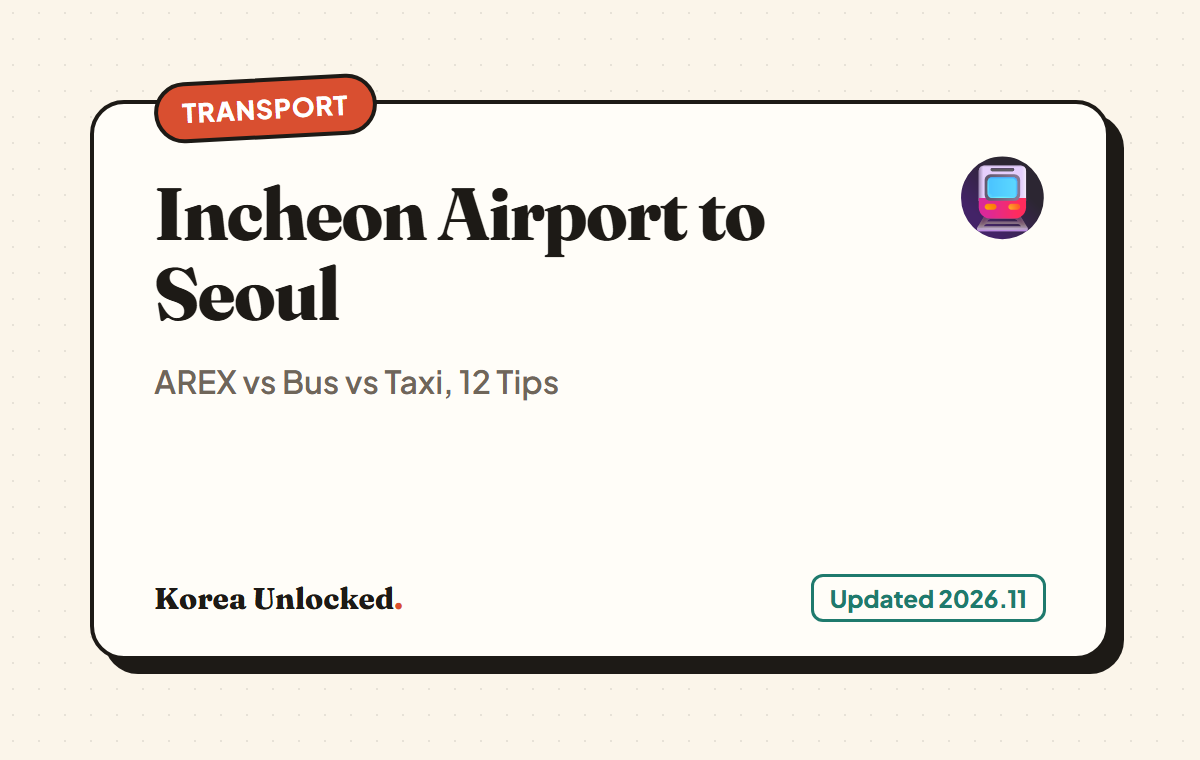 TRANSPORT
Incheon Airport to
Seoul
AREX vs Bus vs Taxi, 12 Tips
Korea Unlocked.
Updated 2026.11